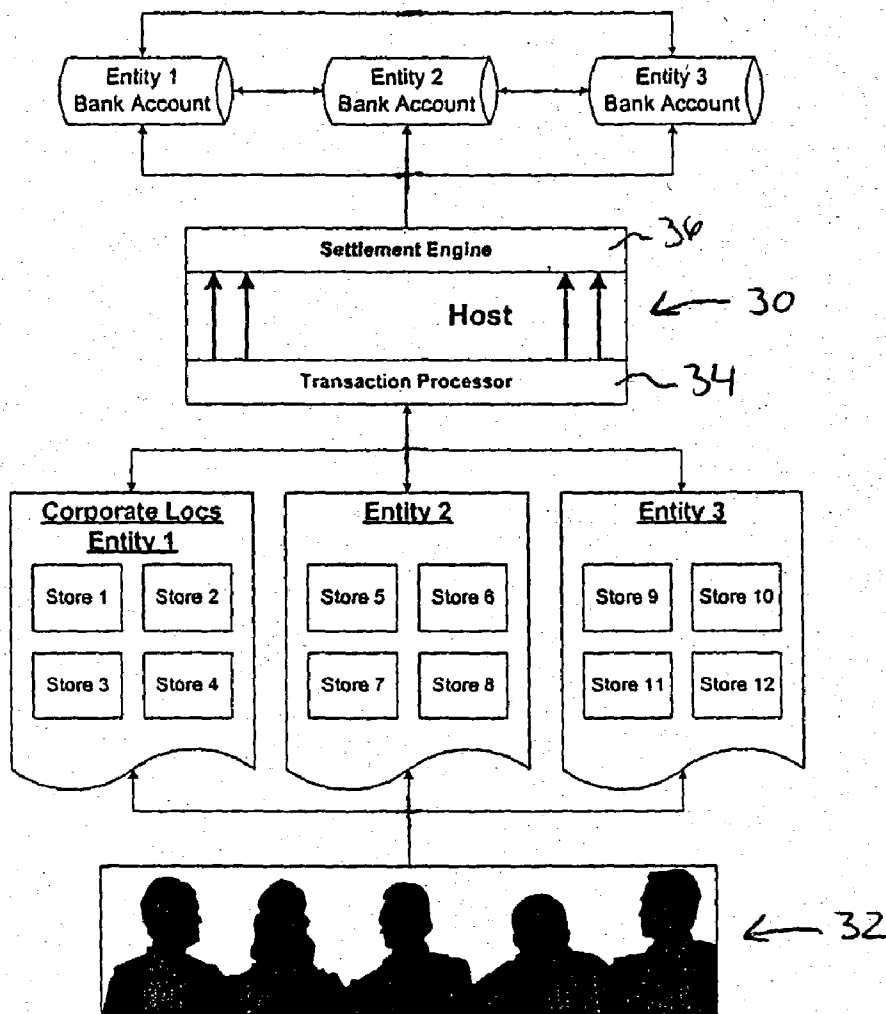 Entity 1
Bank Account
Entity 2
Bank Account
Entity 3
Bank Account
Settlement Engine
36
Host
30
Transaction Processor
34
Corporate Locs
Entity 1
Entity 2
Entity 3
Store 1
Store 2
Store 5
Store 6
Store 9
Store 10
Store 3
Store 4
Store 7
Store 8
Store 11
Store 12
32